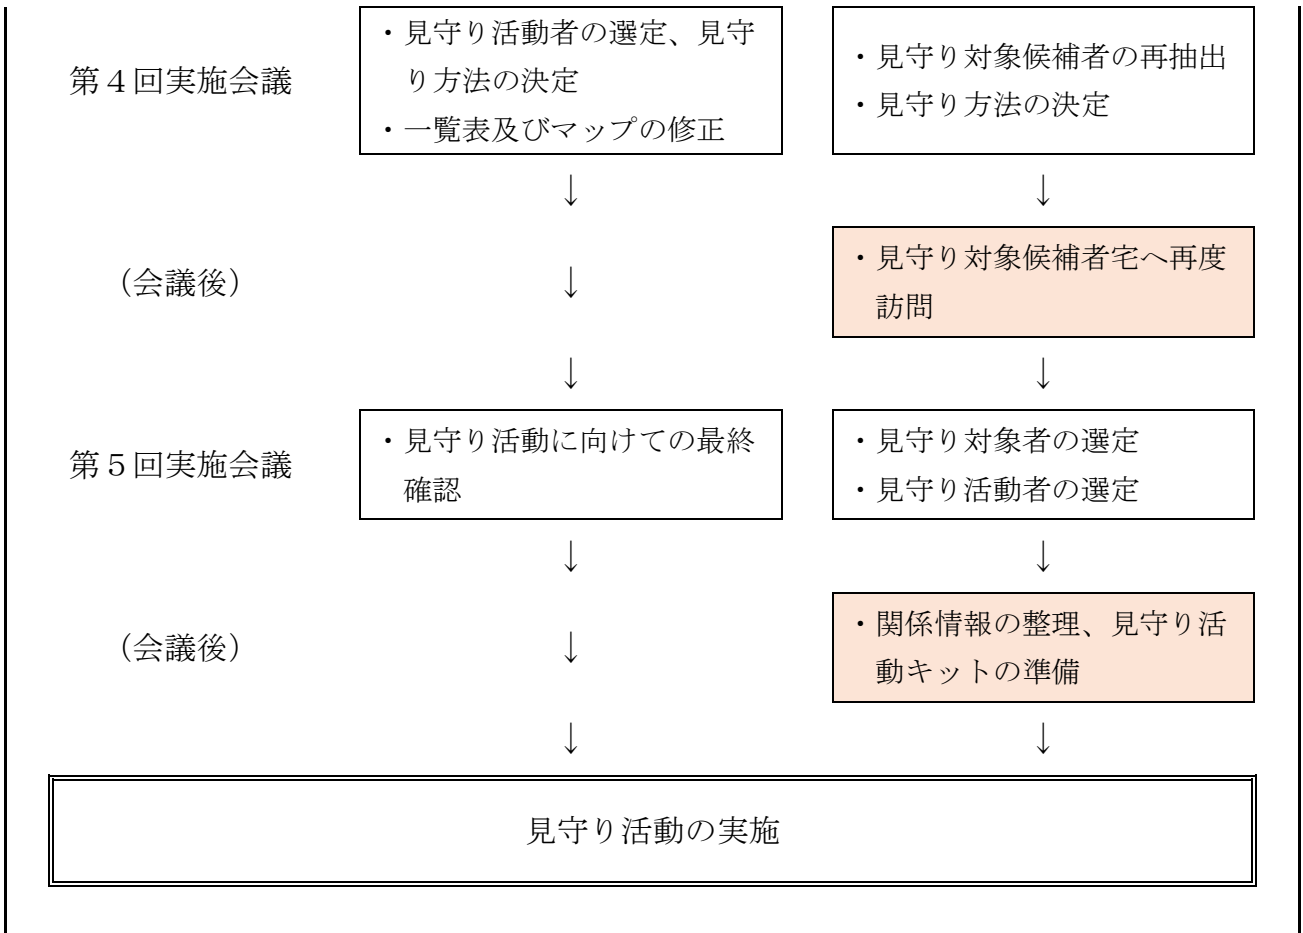 第４回実施会議
・見守り活動者の選定、見守
り方法の決定
・一覧表及びマップの修正
・見守り対象候補者の再抽出
・見守り方法の決定
↓
↓
（会議後）
↓
・見守り対象候補者宅へ再度
訪問
↓
↓
第５回実施会議
・見守り活動に向けての最終
確認
・見守り対象者の選定
・見守り活動者の選定
↓
↓
（会議後）
↓
・関係情報の整理、見守り活
動キットの準備
↓
↓
見守り活動の実施